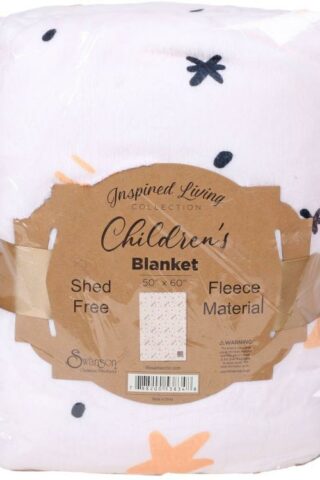 Inspired Living
COLLECTION
Children's
Blanket
50" x 60"
Shed
Free
Fleece
Material
Swanson
⚠WARNING: